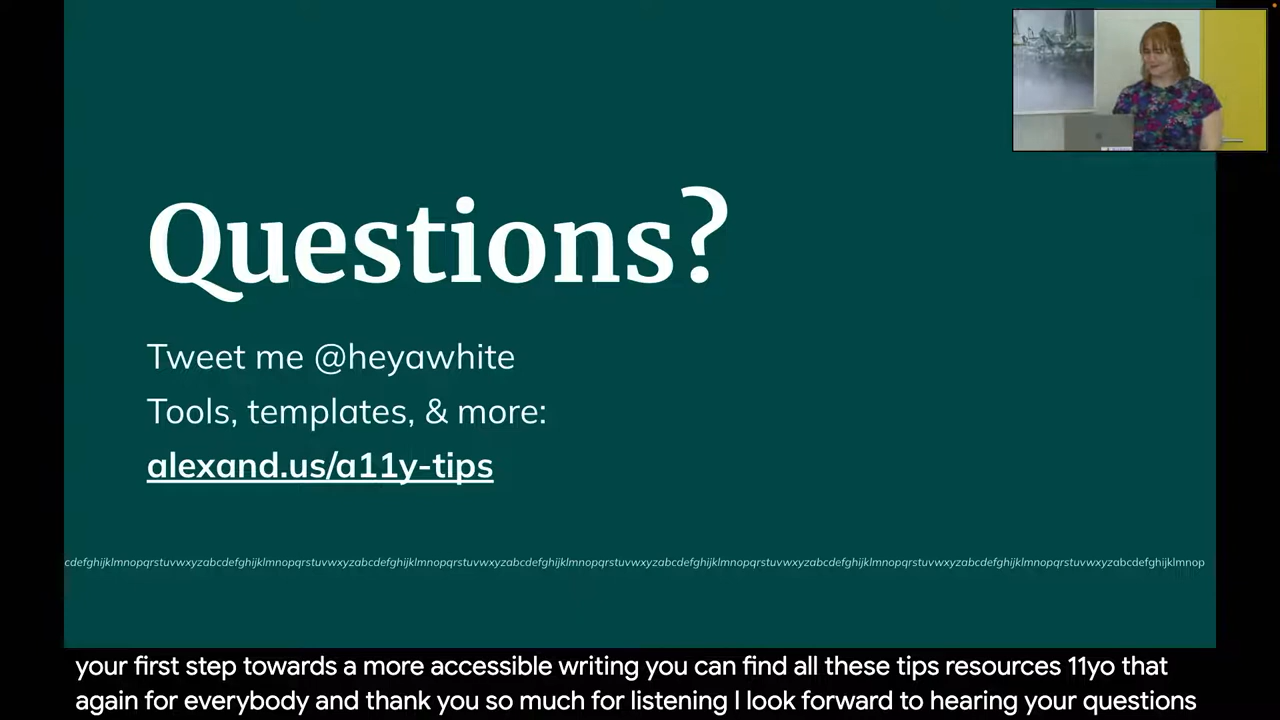 Questions?
Tweet me @heyawhite
Tools, templates, & more:
alexand.us/a11y-tips
cdefghijklmnopqrstuvwxyzabcdefghijklmnopqrstuvwxyzabcdefghijklmnopqrstuvwxyzabcdefghijklmnopqrstuvwxyzabcdefghijklmnopqrstuvwxyzabcdefghijklmnopqrstuvwxyzabcdefghijklmnopqrstuvwxyzabcdefghijklmnopqrstuvwxyzabcdefghijklmnop
your first step towards a more accessible writing you can find all these tips resources 11yo that
again for everybody and thank you so much for listening I look forward to hearing your questions